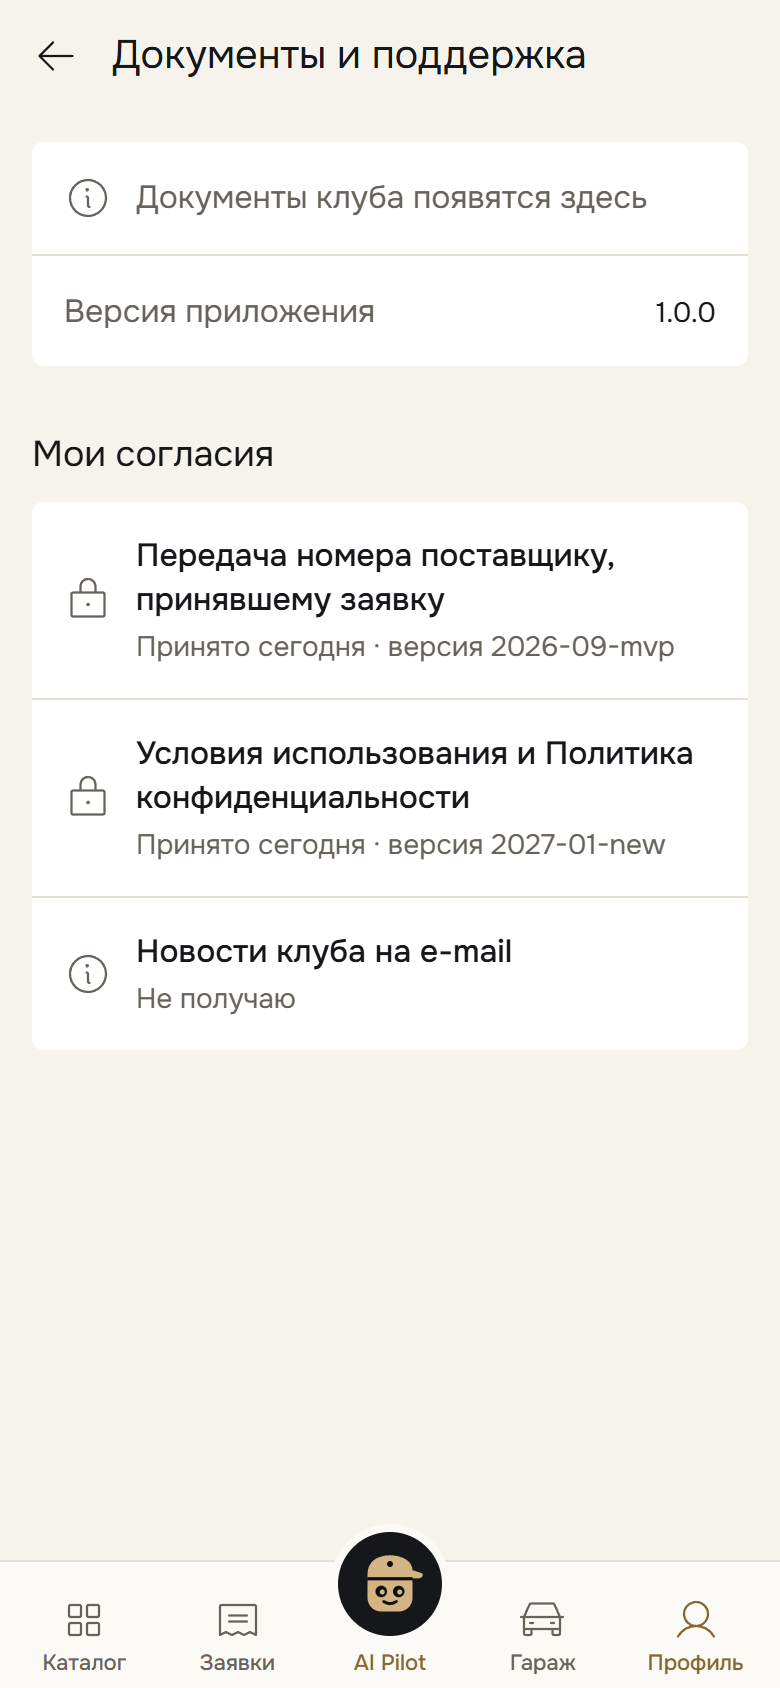 Документы и поддержка
Документы клуба появятся здесь
Версия приложения 1.0.0
Мои согласия
Передача номера поставщику,
принявшему заявку
Принято сегодня · версия 2026-09-mvp
Условия использования и Политика
конфиденциальности
Принято сегодня · версия 2027-01-new
Новости клуба на e-mail
Не получаю
Каталог Заявки AI Pilot Гараж Профиль